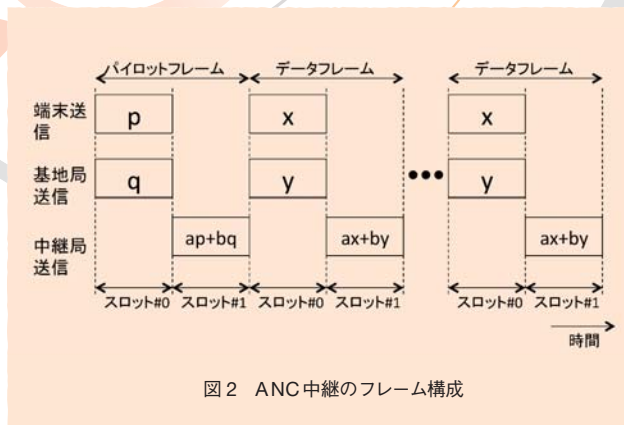 パイロットフレーム データフレーム データフレーム
端末送信 p x x
基地局送信 q y ••• y
中継局送信 ap+bq ax+by ax+by
スロット#0 スロット#1 スロット#0 スロット#1 スロット#0 スロット#1
時間
図2 ANC中継のフレーム構成